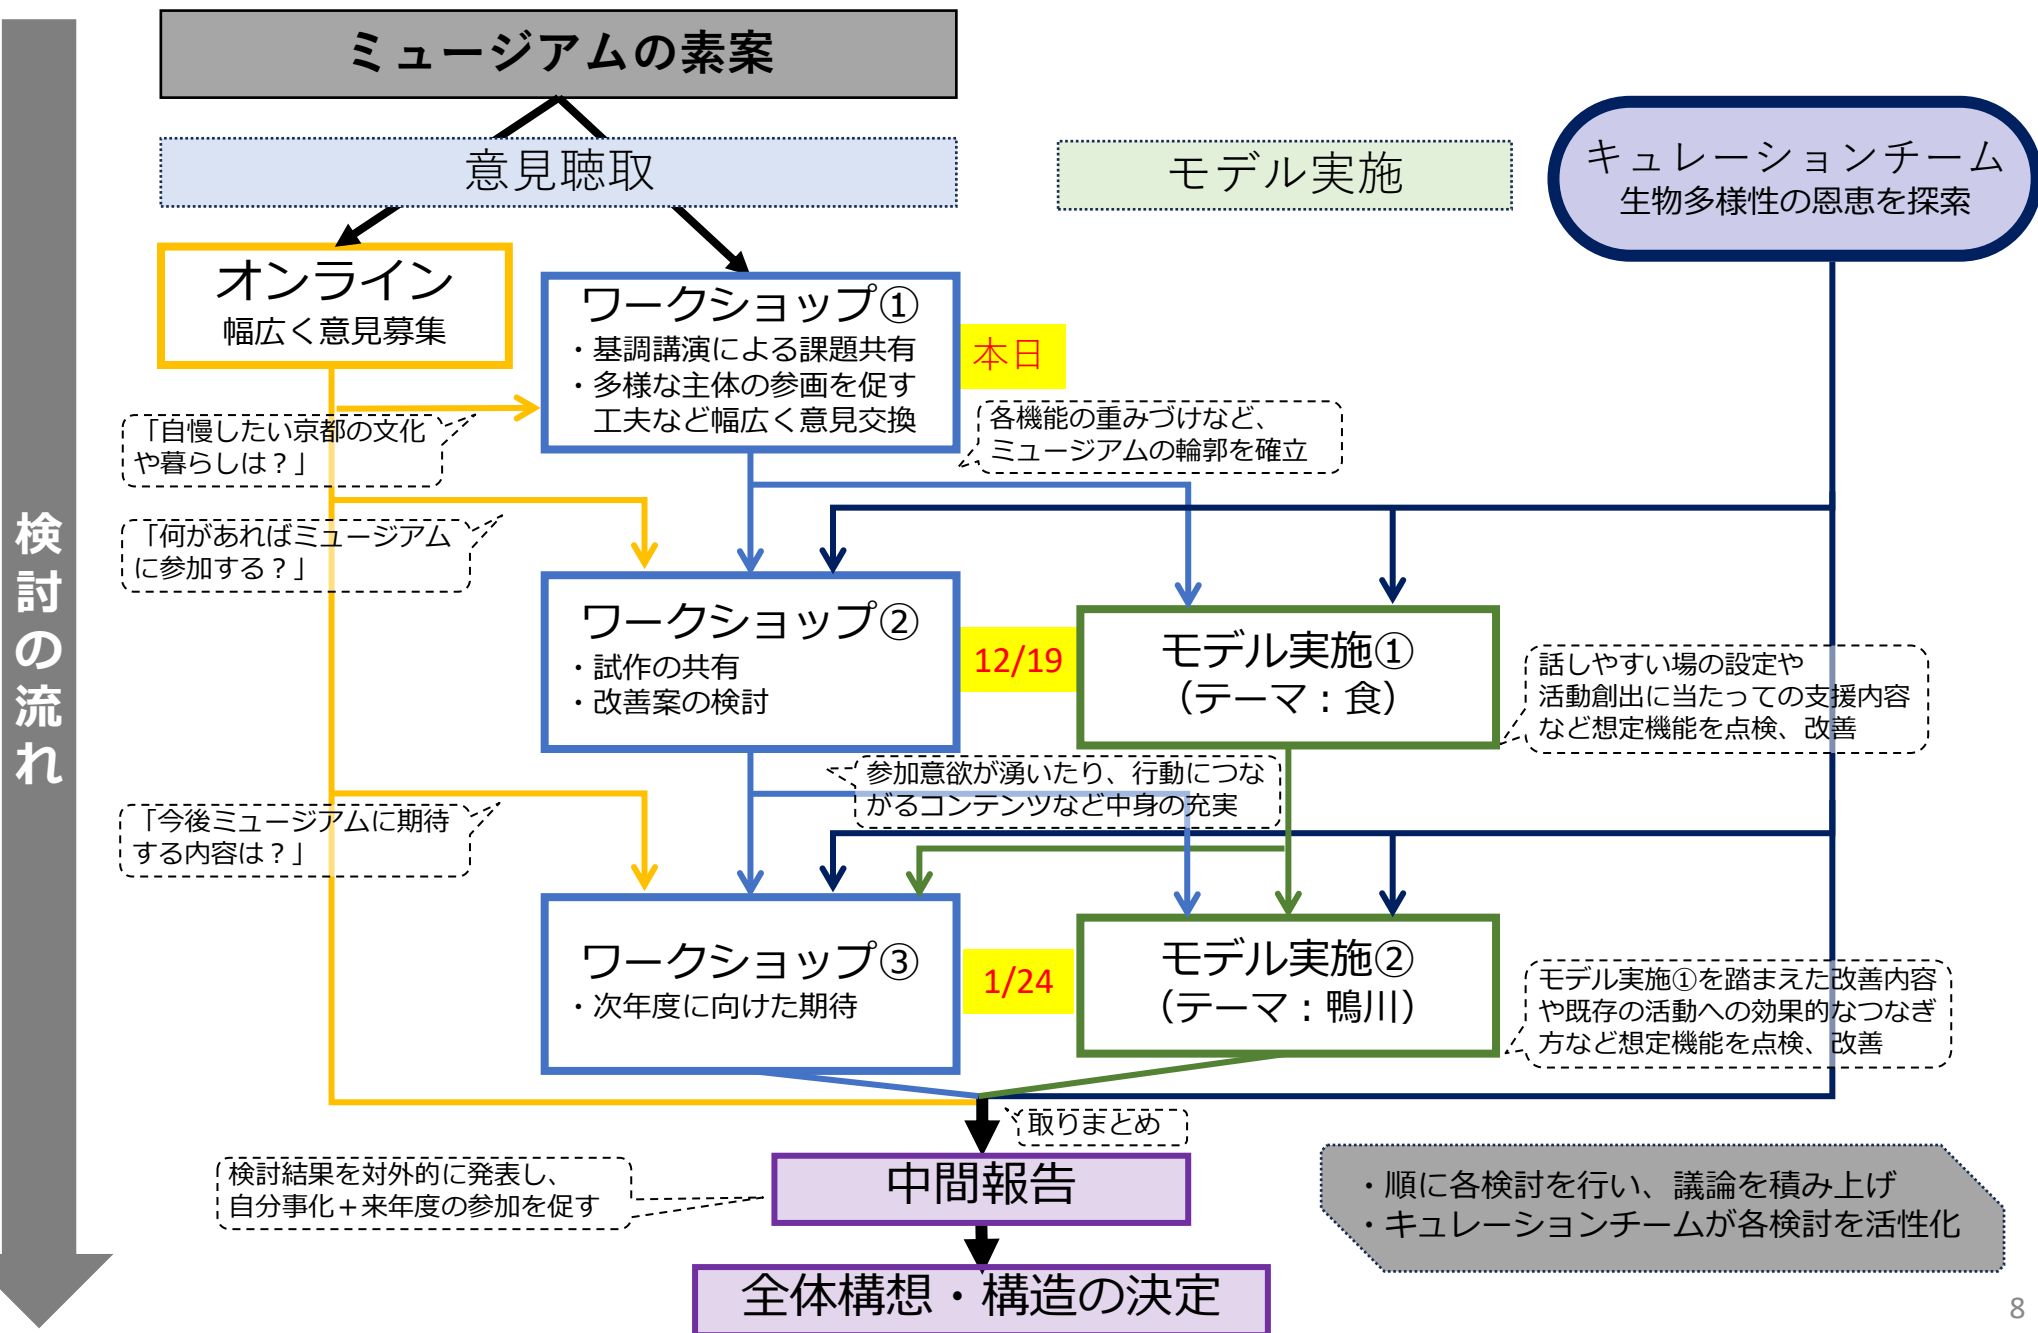 ミュージアムの素案
意見聴取
モデル実施
キュレーションチーム
生物多様性の恩恵を探索
オンライン
幅広く意見募集
ワークショップ①
・基調講演による課題共有
・多様な主体の参画を促す
工夫など幅広く意見交換
本日
「自慢したい京都の文化
や暮らしは？」
各機能の重みづけなど、
ミュージアムの輪郭を確立
「何があればミュージアム
に参加する？」
検討の流れ
ワークショップ②
・試作の共有
・改善案の検討
12/19
モデル実施①
（テーマ：食）
話しやすい場の設定や
活動創出に当たっての支援内容
など想定機能を点検、改善
参加意欲が湧いたり、行動につな
がるコンテンツなど中身の充実
「今後ミュージアムに期待
する内容は？」
ワークショップ③
・次年度に向けた期待
1/24
モデル実施②
（テーマ：鴨川）
モデル実施①を踏まえた改善内容
や既存の活動への効果的なつなぎ
方など想定機能を点検、改善
取りまとめ
検討結果を対外的に発表し、
自分事化＋来年度の参加を促す
中間報告
・順に各検討を行い、議論を積み上げ
・キュレーションチームが各検討を活性化
全体構想・構造の決定
8